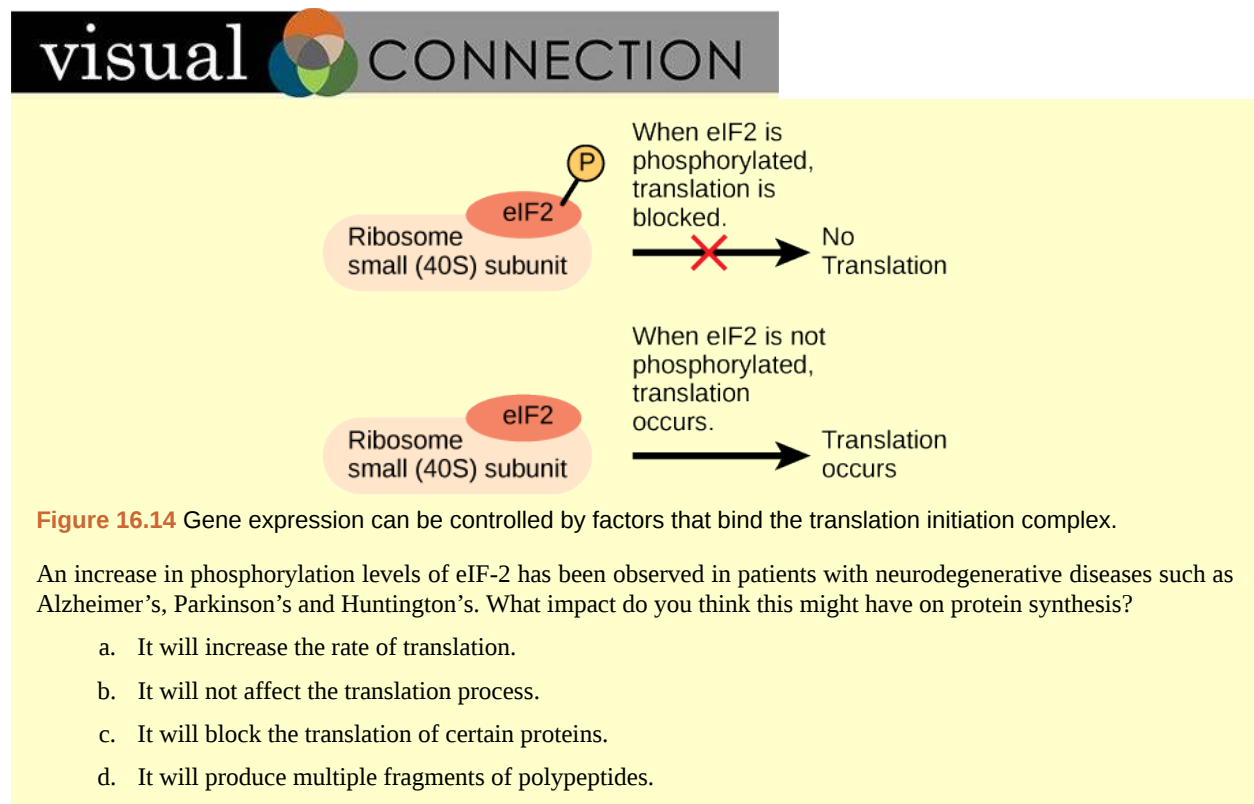 visual CONNECTION
P
When eIF2 is
phosphorylated,
translation is
blocked.
eIF2
Ribosome
small (40S) subunit
No
Translation
When eIF2 is not
phosphorylated,
translation
occurs.
eIF2
Ribosome
small (40S) subunit
Translation
occurs
Figure 16.14 Gene expression can be controlled by factors that bind the translation initiation complex.
An increase in phosphorylation levels of eIF-2 has been observed in patients with neurodegenerative diseases such as
Alzheimer’s, Parkinson’s and Huntington’s. What impact do you think this might have on protein synthesis?
a. It will increase the rate of translation.
b. It will not affect the translation process.
c. It will block the translation of certain proteins.
d. It will produce multiple fragments of polypeptides.